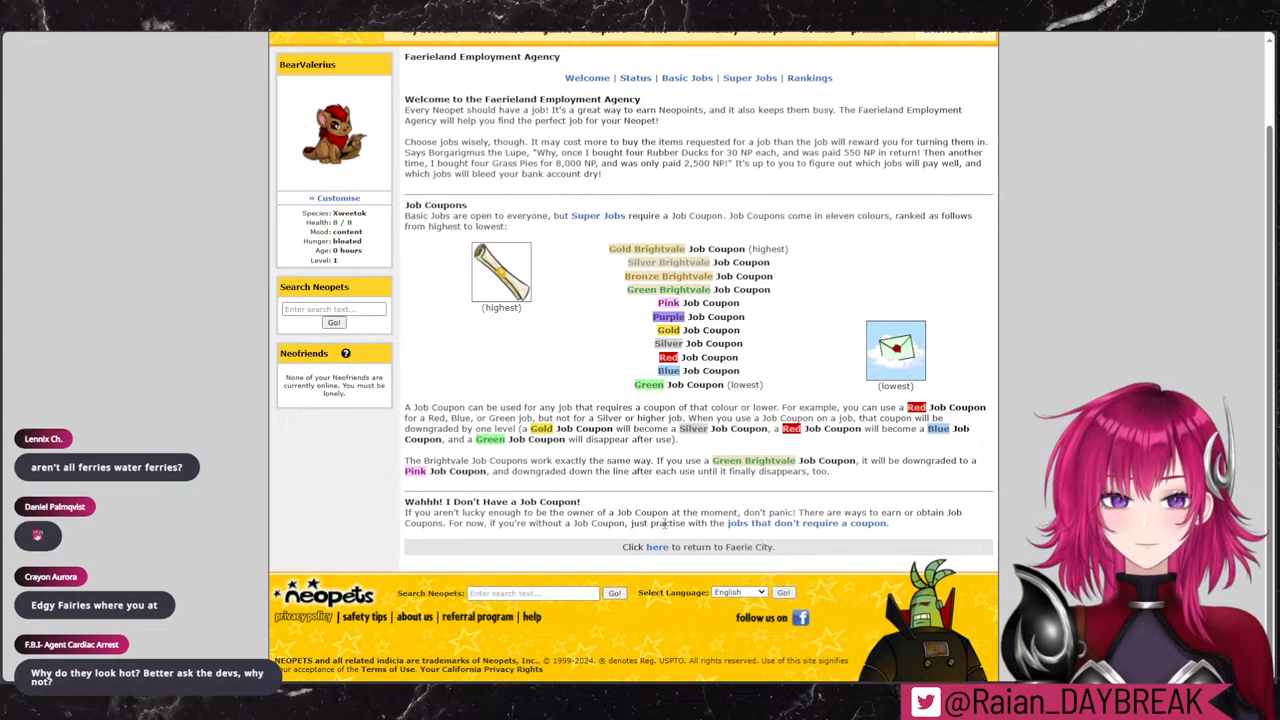 BearValerius
» Customise
Species: Xweetok
Health: 8 / 8
Mood: content
Hunger: bloated
Age: 0 hours
Level: 1
Search Neopets
Enter search text...
Go!
Neofriends ?
None of your Neofriends are
currently online. You must be
lonely.
Faerieland Employment Agency
Welcome | Status | Basic Jobs | Super Jobs | Rankings
Welcome to the Faerieland Employment Agency
Every Neopet should have a job! It's a great way to earn Neopoints, and it also keeps them busy. The Faerieland Employment
Agency will help you find the perfect job for your Neopet!
Choose jobs wisely, though. It may cost more to buy the items requested for a job than the job will reward you for turning them in.
Says Borgarigmus the Lupe, "Why, once I bought four Rubber Ducks for 30 NP each, and was paid 550 NP in return! Then another
time, I bought four Grass Pies for 8,000 NP, and was only paid 2,500 NP!" It's up to you to figure out which jobs will pay well, and
which jobs will bleed your bank account dry!
Job Coupons
Basic Jobs are open to everyone, but Super Jobs require a Job Coupon. Job Coupons come in eleven colours, ranked as follows
from highest to lowest:
(highest)
Gold Brightvale Job Coupon (highest)
Silver Brightvale Job Coupon
Bronze Brightvale Job Coupon
Green Brightvale Job Coupon
Pink Job Coupon
Purple Job Coupon
Gold Job Coupon
Silver Job Coupon
Red Job Coupon
Blue Job Coupon
Green Job Coupon (lowest)
(lowest)
A Job Coupon can be used for any job that requires a coupon of that colour or lower. For example, you can use a Red Job Coupon
for a Red, Blue, or Green job, but not for a Silver or higher job. When you use a Job Coupon on a job, that coupon will be
downgraded by one level (a Gold Job Coupon will become a Silver Job Coupon, a Red Job Coupon will become a Blue Job
Coupon, and a Green Job Coupon will disappear after use).
The Brightvale Job Coupons work exactly the same way. If you use a Green Brightvale Job Coupon, it will be downgraded to a
Pink Job Coupon, and downgraded down the line after each use until it finally disappears, too.
Wahhh! I Don't Have a Job Coupon!
If you aren't lucky enough to be the owner of a Job Coupon at the moment, don't panic! There are ways to earn or obtain Job
Coupons. For now, if you're without a Job Coupon, just practise with the jobs that don't require a coupon.
Click here to return to Faerie City.
neopets
Search Neopets: Enter search text... Go! Select Language: English Go!
privacy policy | safety tips | about us | referral program | help
follow us on f
NEOPETS and all related indicia are trademarks of Neopets, Inc., © 1999-2024. ® denotes Reg. USPTO. All rights reserved. Use of this site signifies
your acceptance of the Terms of Use. Your California Privacy Rights
Lennix Ch.
aren't all ferries water ferries?
Daniel Palmqvist
Crayon Aurora
Edgy Fairies where you at
F.B.I- Agent Cardiac Arrest
Why do they look hot? Better ask the devs, why
not?
@Raian_DAYBREAK